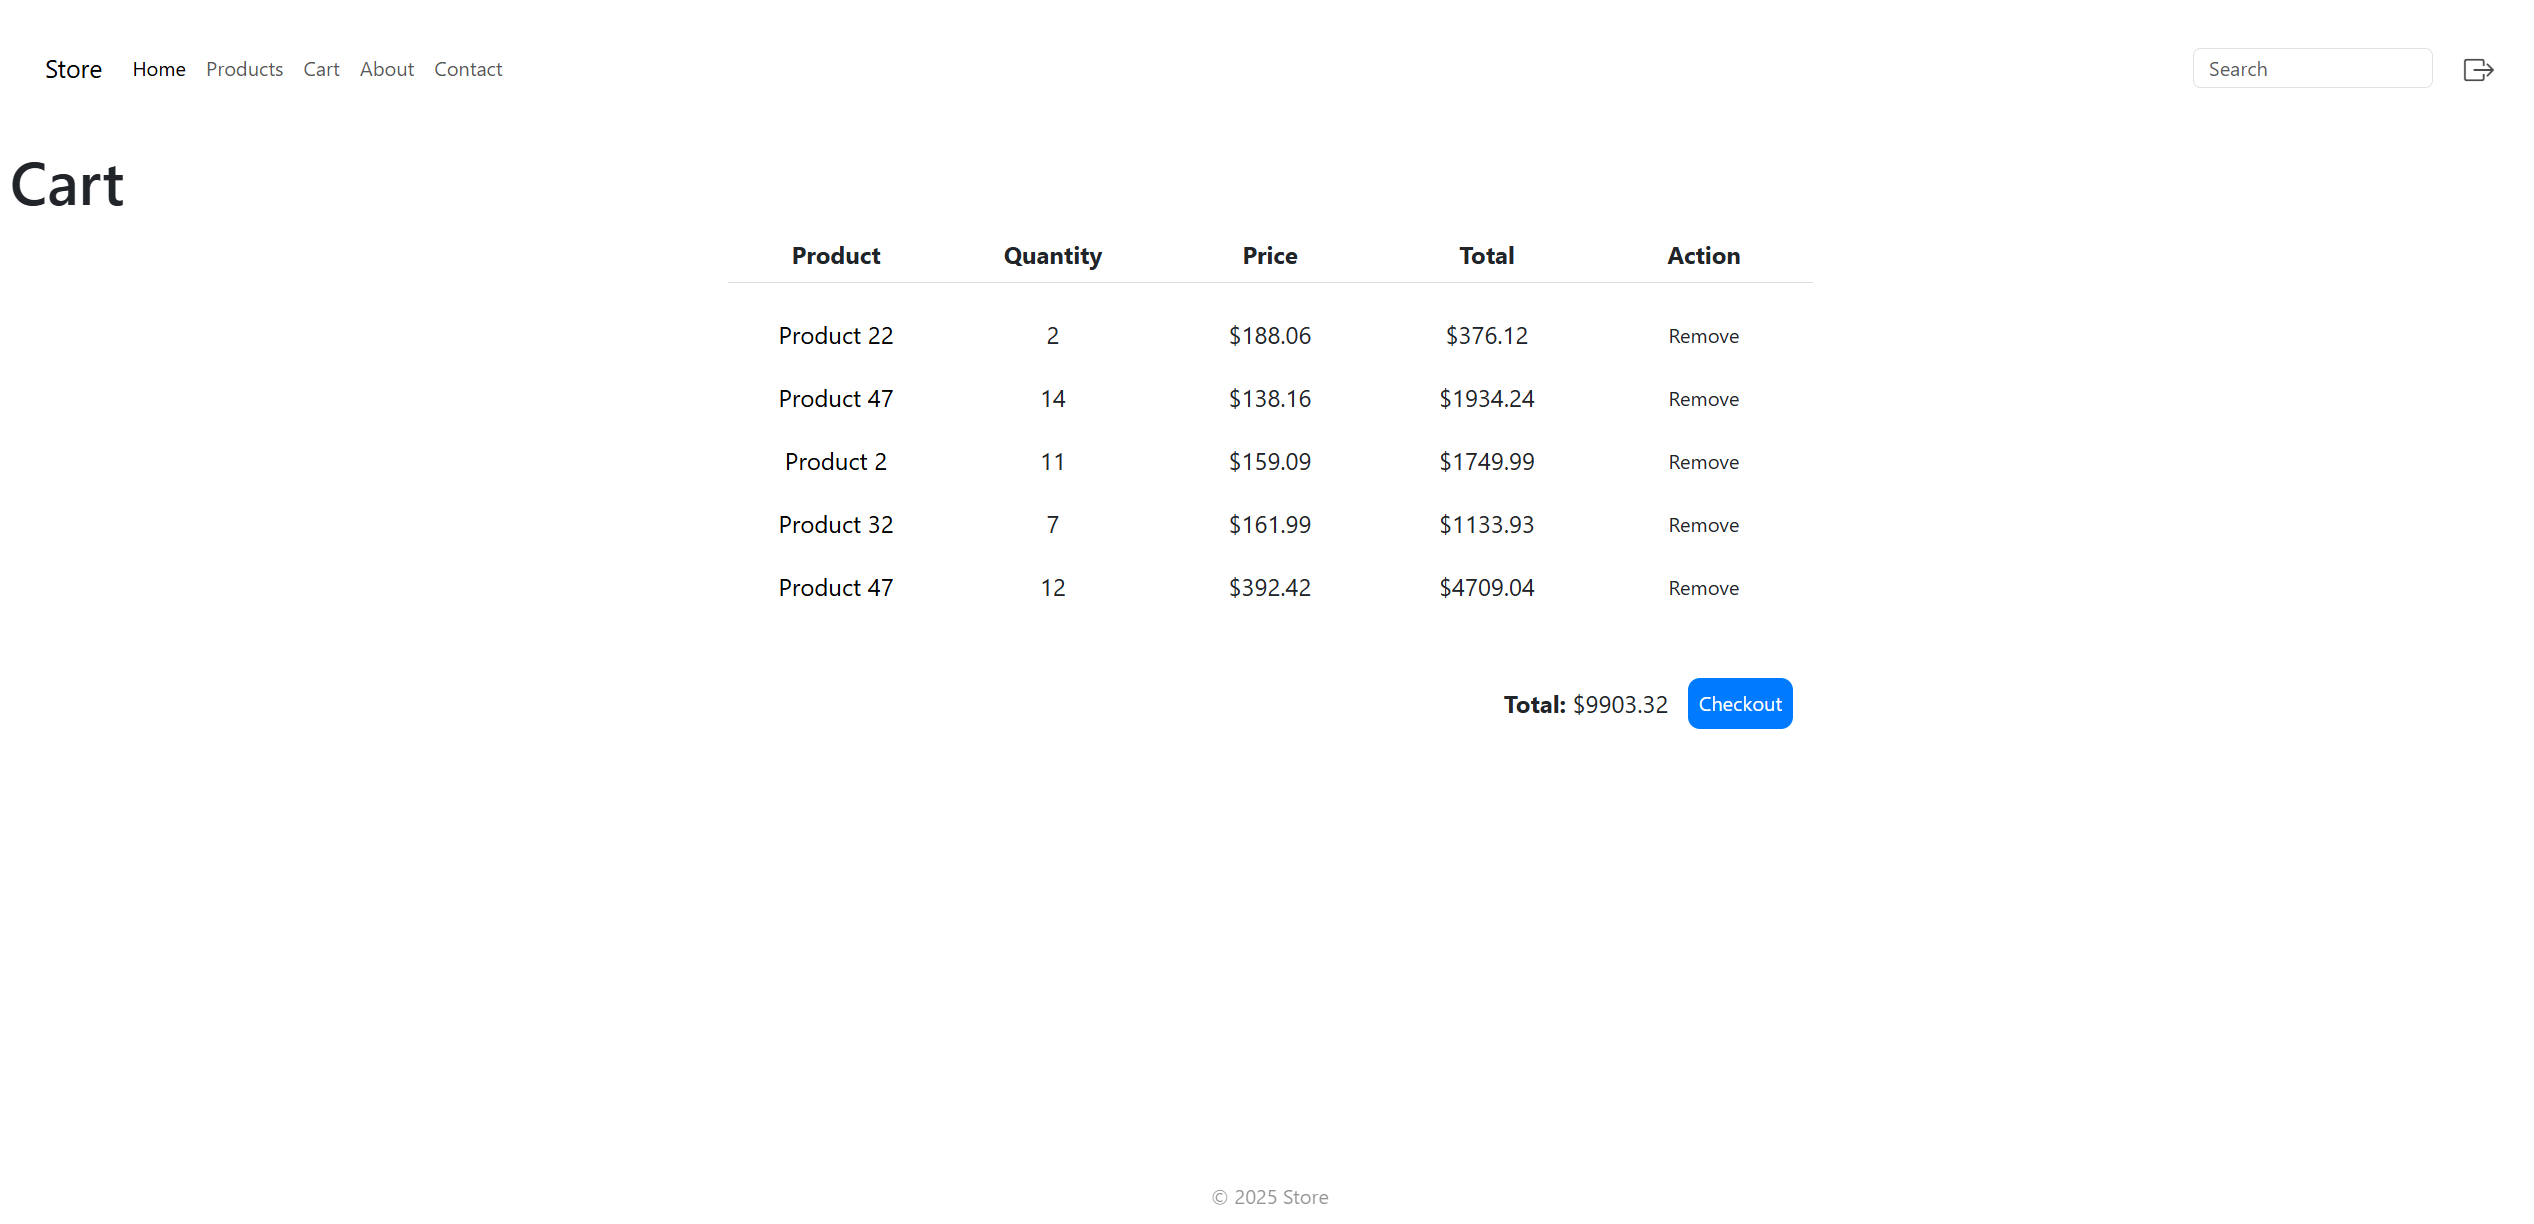 Store Home Products Cart About Contact Search
Cart
Product Quantity Price Total Action
Product 22 2 $188.06 $376.12 Remove
Product 47 14 $138.16 $1934.24 Remove
Product 2 11 $159.09 $1749.99 Remove
Product 32 7 $161.99 $1133.93 Remove
Product 47 12 $392.42 $4709.04 Remove
Total: $9903.32 Checkout
© 2025 Store